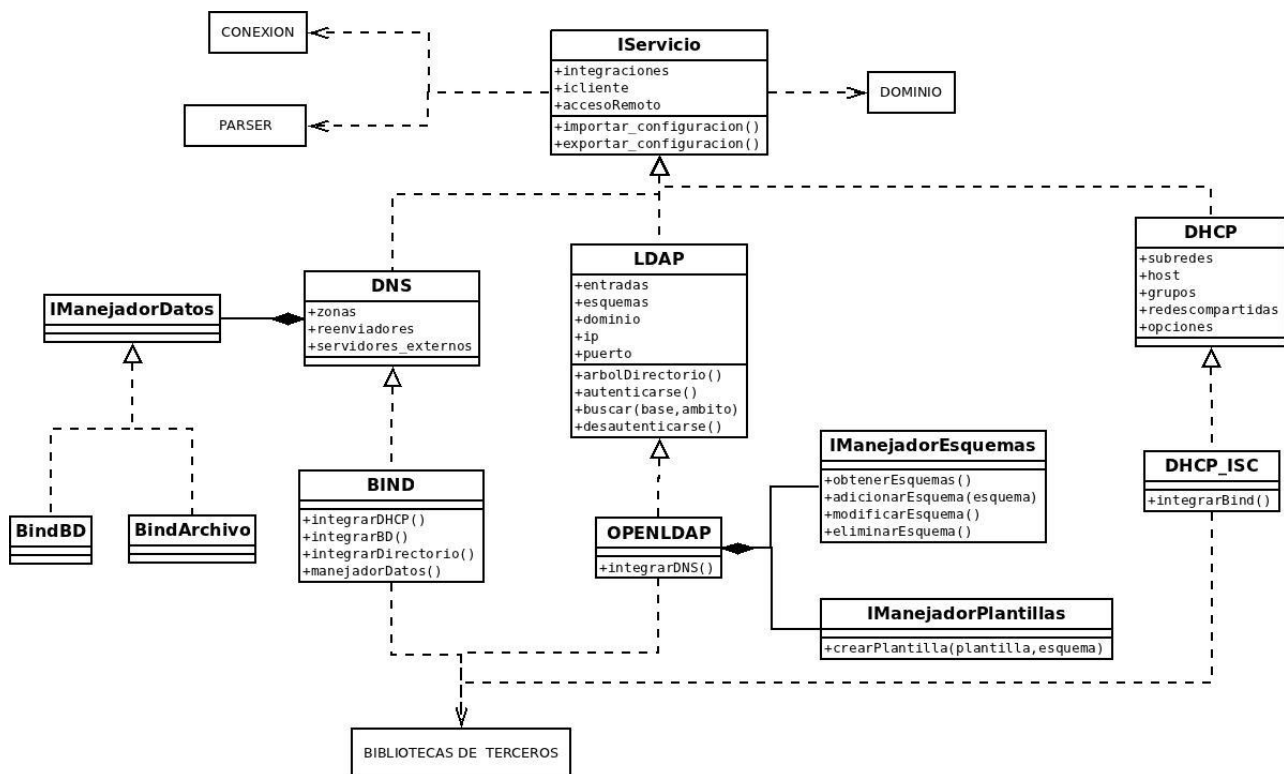 CONEXION
PARSER
IServicio
+integraciones
+icliente
+accesoRemoto
+importar_configuracion()
+exportar_configuracion()
DOMINIO
IManejadorDatos
DNS
+zonas
+reenviadores
+servidores_externos
LDAP
+entradas
+esquemas
+dominio
+ip
+puerto
+arbolDirectorio()
+autenticarse()
+buscar(base,ambito)
+desautenticarse()
DHCP
+subredes
+host
+grupos
+redescompartidas
+opciones
BindBD
BindArchivo
BIND
+integrarDHCP()
+integrarBD()
+integrarDirectorio()
+manejadorDatos()
OPENLDAP
+integrarDNS()
IManejadorEsquemas
+obtenerEsquemas()
+adicionarEsquema(esquema)
+modificarEsquema()
+eliminarEsquema()
DHCP_ISC
+integrarBind()
IManejadorPlantillas
+crearPlantilla(plantilla,esquema)
BIBLIOTECAS DE TERCEROS